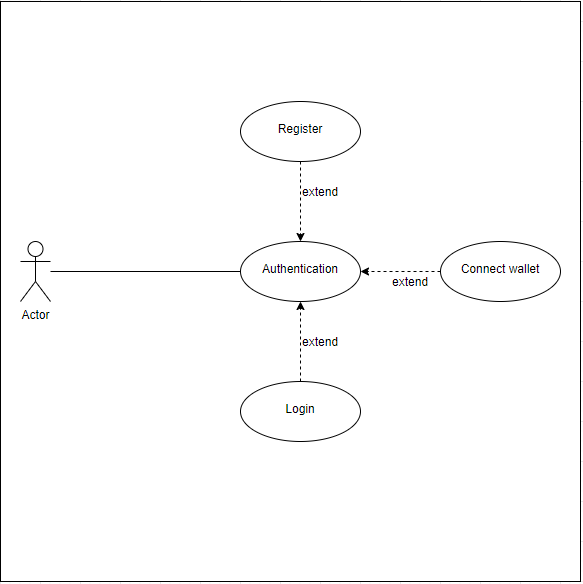 Register
extend
Authentication
Connect wallet
extend
Actor
extend
Login